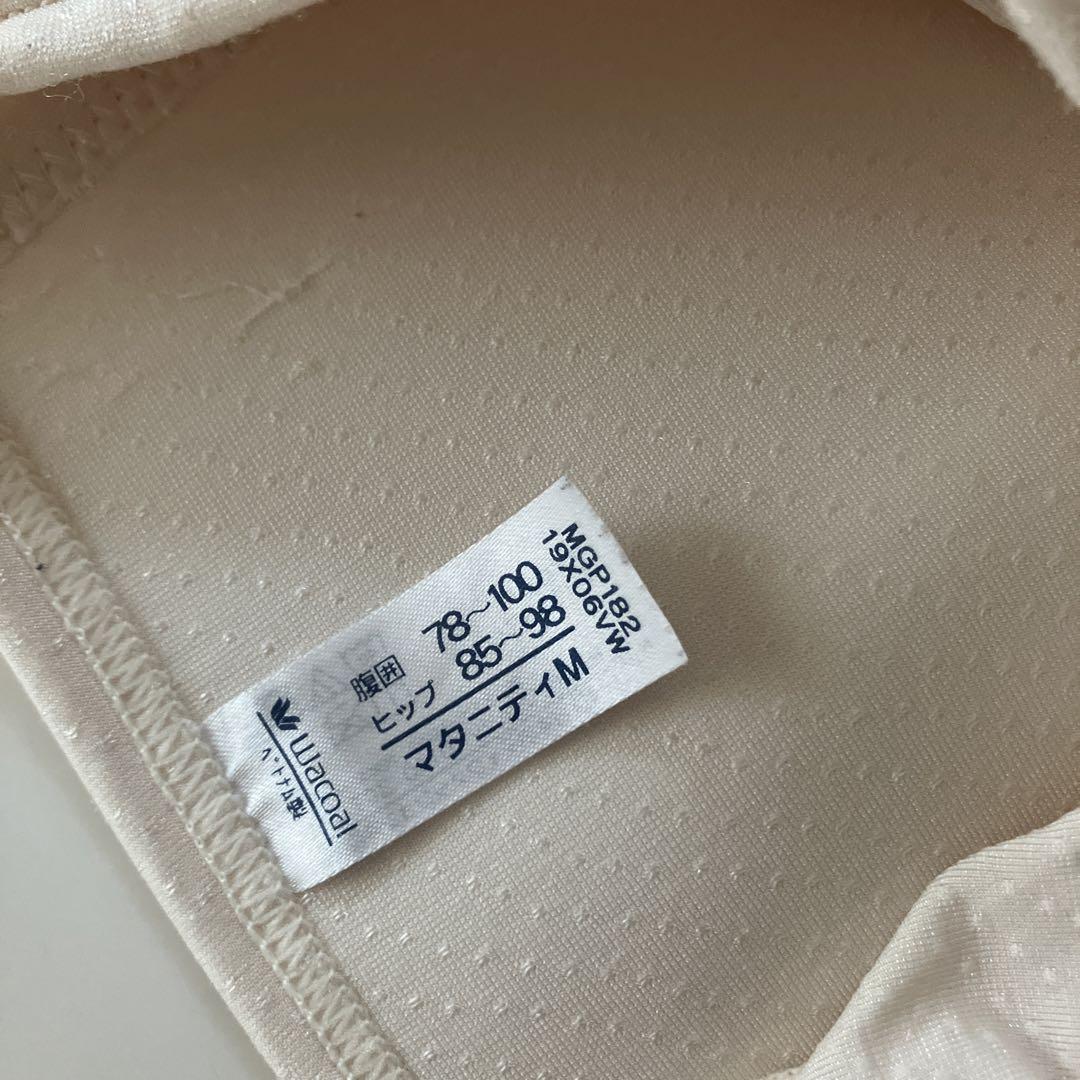 MGP182
19X06VW
腹囲 78~100
ヒップ 85~98
マタニティM
wacoal
ベトナム製